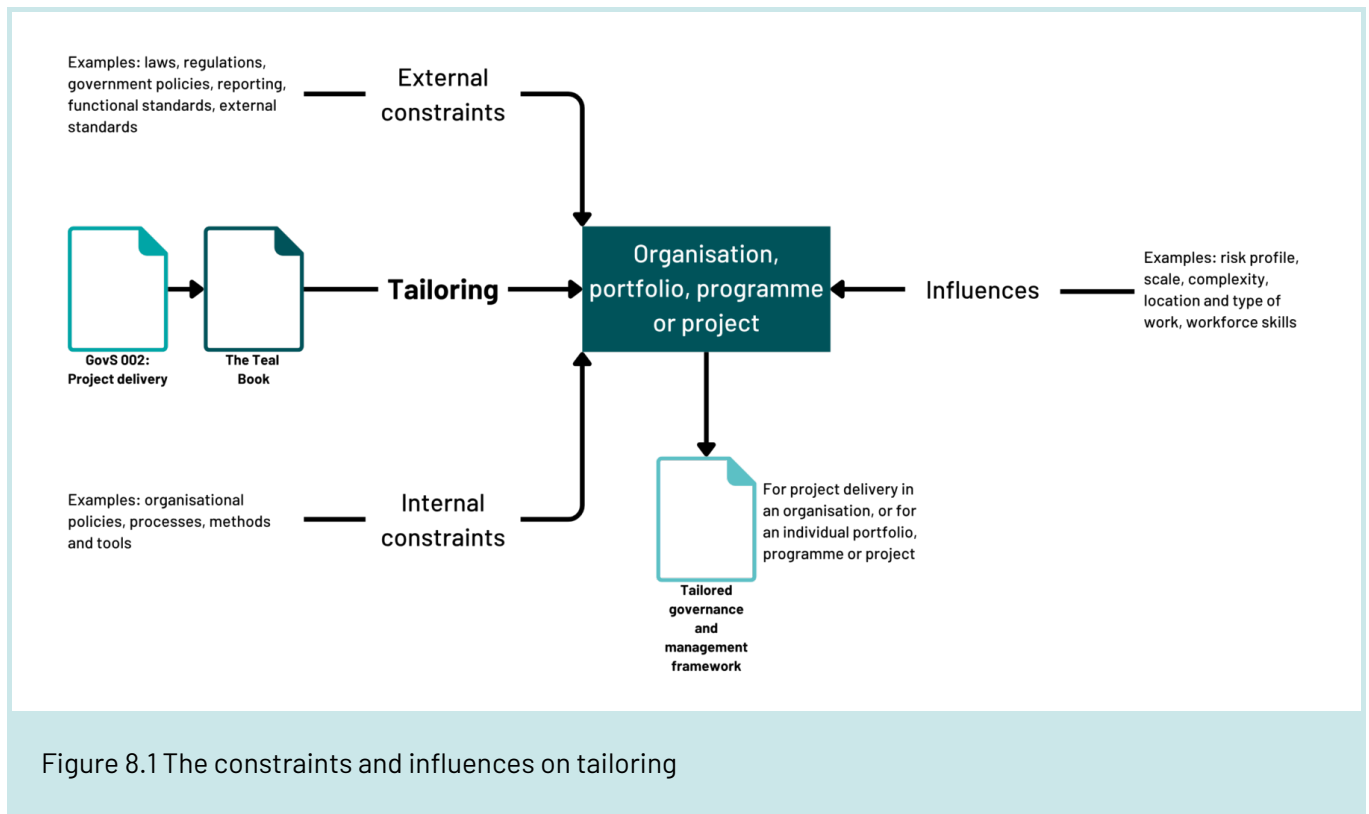 Examples: laws, regulations,
government policies, reporting,
functional standards, external
standards
External
constraints
GovS 002:
Project delivery
The Teal
Book
Tailoring
Organisation,
portfolio, programme
or project
Influences
Examples: risk profile,
scale, complexity,
location and type of
work, workforce skills
Examples: organisational
policies, processes, methods
and tools
Internal
constraints
For project delivery in
an organisation, or for
an individual portfolio,
programme or project
Tailored
governance
and
management
framework
Figure 8.1 The constraints and influences on tailoring